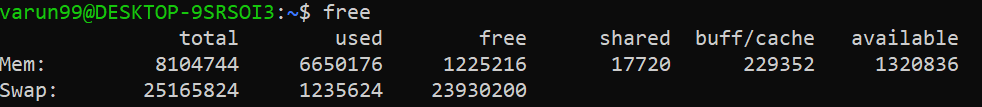 varun99@DESKTOP-9SRSOI3:~$ free
total used free shared buff/cache available
Mem: 8104744 6650176 1225216 17720 229352 1320836
Swap: 25165824 1235624 23930200